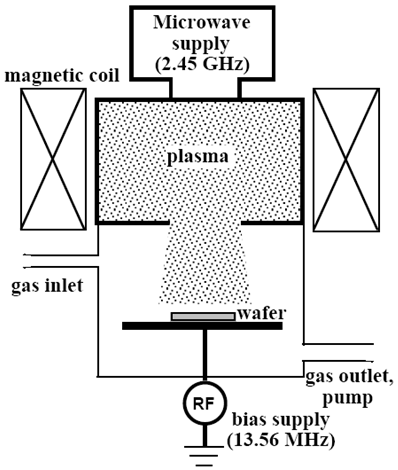 Microwave
supply
(2.45 GHz)
magnetic coil
plasma
gas inlet
wafer
gas outlet,
pump
RF
bias supply
(13.56 MHz)